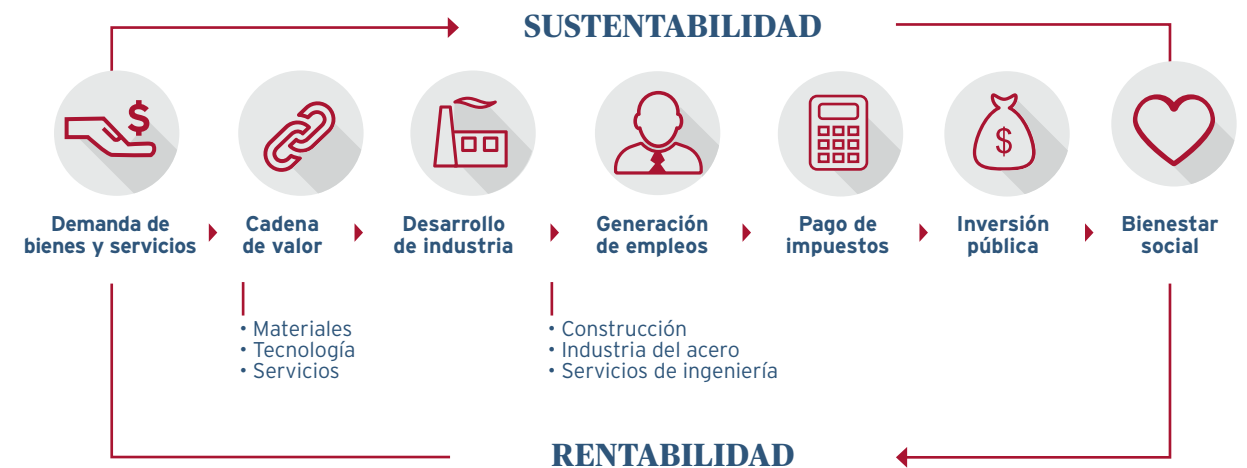 SUSTENTABILIDAD
$
$
Demanda de
bienes y servicios
Cadena
de valor
Desarrollo
de industria
Generación
de empleos
Pago de
impuestos
Inversión
pública
Bienestar
social
• Materiales
• Tecnología
• Servicios
• Construcción
• Industria del acero
• Servicios de ingeniería
RENTABILIDAD